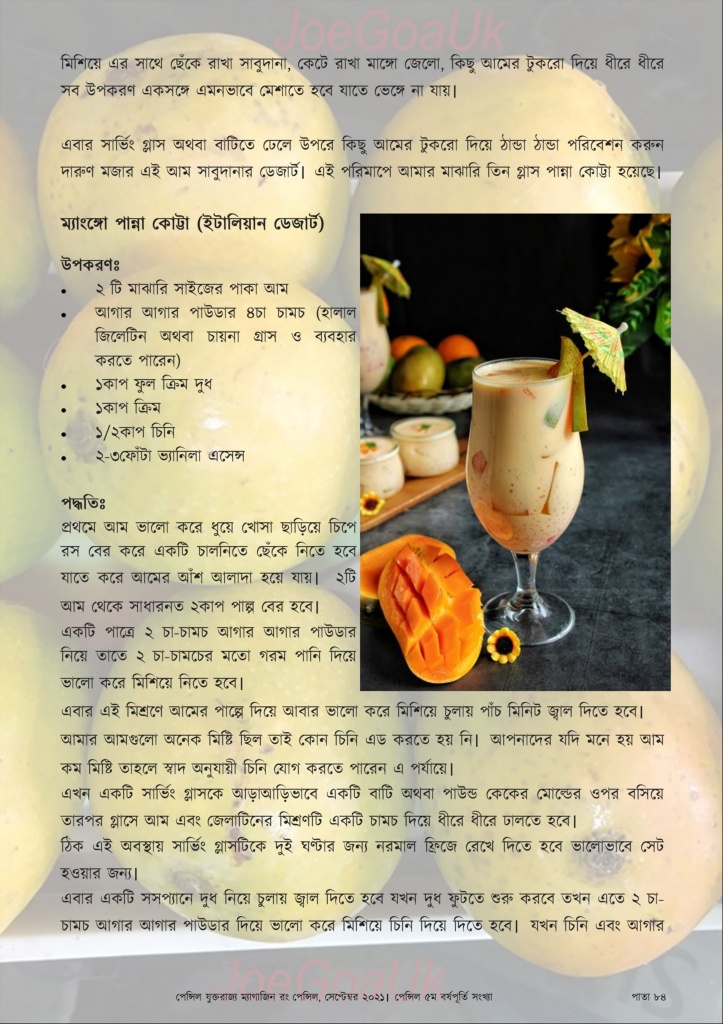 JoeGoaUk
মিশিয়ে এর সাথে ছেঁকে রাখা সাবুদানা, কেটে রাখা মাঙ্গো জেলো, কিছু আমের টুকরো দিয়ে ধীরে ধীরে
সব উপকরণ একসঙ্গে এমনভাবে মেশাতে হবে যাতে ভেঙ্গে না যায়।
এবার সার্ভিং গ্লাস অথবা বাটিতে ঢেলে উপরে কিছু আমের টুকরো দিয়ে ঠান্ডা ঠান্ডা পরিবেশন করুন
দারুণ মজার এই আম সাবুদানার ডেজার্ট। এই পরিমাপে আমার মাঝারি তিন গ্লাস পান্না কোট্টা হয়েছে।
ম্যাংঙ্গো পান্না কোট্টা (ইটালিয়ান ডেজার্ট)
উপকরণঃ
• ২ টি মাঝারি সাইজের পাকা আম
• আগার আগার পাউডার ৪চা চামচ (হালাল
জিলেটিন অথবা চায়না গ্রাস ও ব্যবহার
করতে পারেন)
• ১কাপ ফুল ক্রিম দুধ
• ১কাপ ক্রিম
• ১/২কাপ চিনি
• ২-৩ফোঁটা ভ্যানিলা এসেন্স
পদ্ধতিঃ
প্রথমে আম ভালো করে ধুয়ে খোসা ছাড়িয়ে চিপে
রস বের করে একটি চালনিতে ছেঁকে নিতে হবে
যাতে করে আমের আঁশ আলাদা হয়ে যায়। ২টি
আম থেকে সাধারনত ২কাপ পাল্প বের হবে।
একটি পাত্রে ২ চা-চামচ আগার আগার পাউডার
নিয়ে তাতে ২ চা-চামচের মতো গরম পানি দিয়ে
ভালো করে মিশিয়ে নিতে হবে।
এবার এই মিশ্রণে আমের পাল্পে দিয়ে আবার ভালো করে মিশিয়ে চুলায় পাঁচ মিনিট জ্বাল দিতে হবে।
আমার আমগুলো অনেক মিষ্টি ছিল তাই কোন চিনি এড করতে হয় নি। আপনাদের যদি মনে হয় আম
কম মিষ্টি তাহলে স্বাদ অনুযায়ী চিনি যোগ করতে পারেন এ পর্যায়ে।
এখন একটি সার্ভিং গ্লাসকে আড়াআড়িভাবে একটি বাটি অথবা পাউন্ড কেকের মোল্ডের ওপর বসিয়ে
তারপর গ্লাসে আম এবং জেলাটিনের মিশ্রণটি একটি চামচ দিয়ে ধীরে ধীরে ঢালতে হবে।
ঠিক এই অবস্থায় সার্ভিং গ্লাসটিকে দুই ঘণ্টার জন্য নরমাল ফ্রিজে রেখে দিতে হবে ভালোভাবে সেট
হওয়ার জন্য।
এবার একটি সসপ্যানে দুধ নিয়ে চুলায় জ্বাল দিতে হবে যখন দুধ ফুটতে শুরু করবে তখন এতে ২ চা-
চামচ আগার আগার পাউডার দিয়ে ভালো করে মিশিয়ে চিনি দিয়ে দিতে হবে। যখন চিনি এবং আগার
JoeGoaUk
পেন্সিল যুক্তরাজ্য ম্যাগাজিন রং পেন্সিল, সেপ্টেম্বর ২০২১। পেন্সিল ৫ম বর্ষপূর্তি সংখ্যা পাতা ৮৪